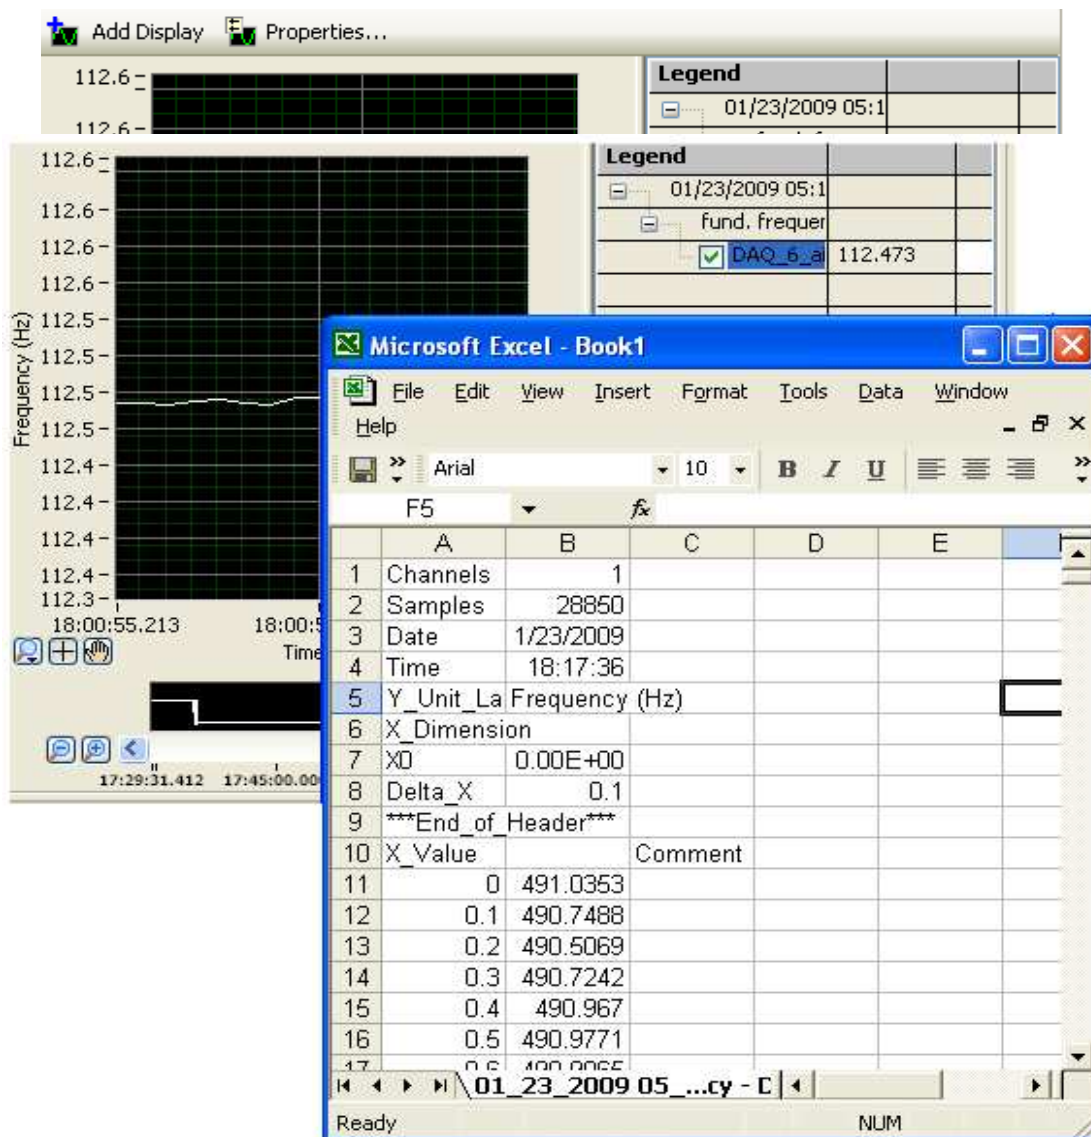 Add Display Properties...
112.6
112.6
Legend
01/23/2009 05:1
112.6
112.6
112.6
112.6
112.5
112.5
112.5
112.5
112.4
112.4
112.4
112.4
112.3
Frequency (Hz)
18:00:55.213 18:00:5
Time
17:29:31.412 17:45:00.00
Legend
01/23/2009 05:1
fund. frequer
DAQ_6_ai 112.473
Microsoft Excel - Book1
File Edit View Insert Format Tools Data Window
Help
Arial 10 B I U
F5 fx
A B C D E
1 Channels 1
2 Samples 28850
3 Date 1/23/2009
4 Time 18:17:36
5 Y_Unit_La Frequency (Hz)
6 X_Dimension
7 X0 0.00E+00
8 Delta_X 0.1
9 ***End_of_Header***
10 X_Value Comment
11 0 491.0353
12 0.1 490.7488
13 0.2 490.5069
14 0.3 490.7242
15 0.4 490.967
16 0.5 490.9771
17
01_23_2009 05_...cy - D
Ready NUM